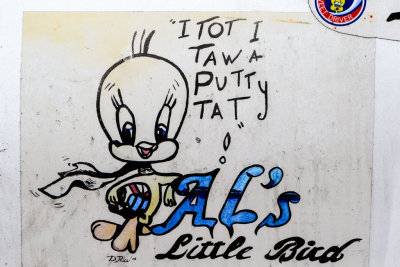 "I TOT I
TAW A
PUTTY
TAT!"
AL's
Little Bird